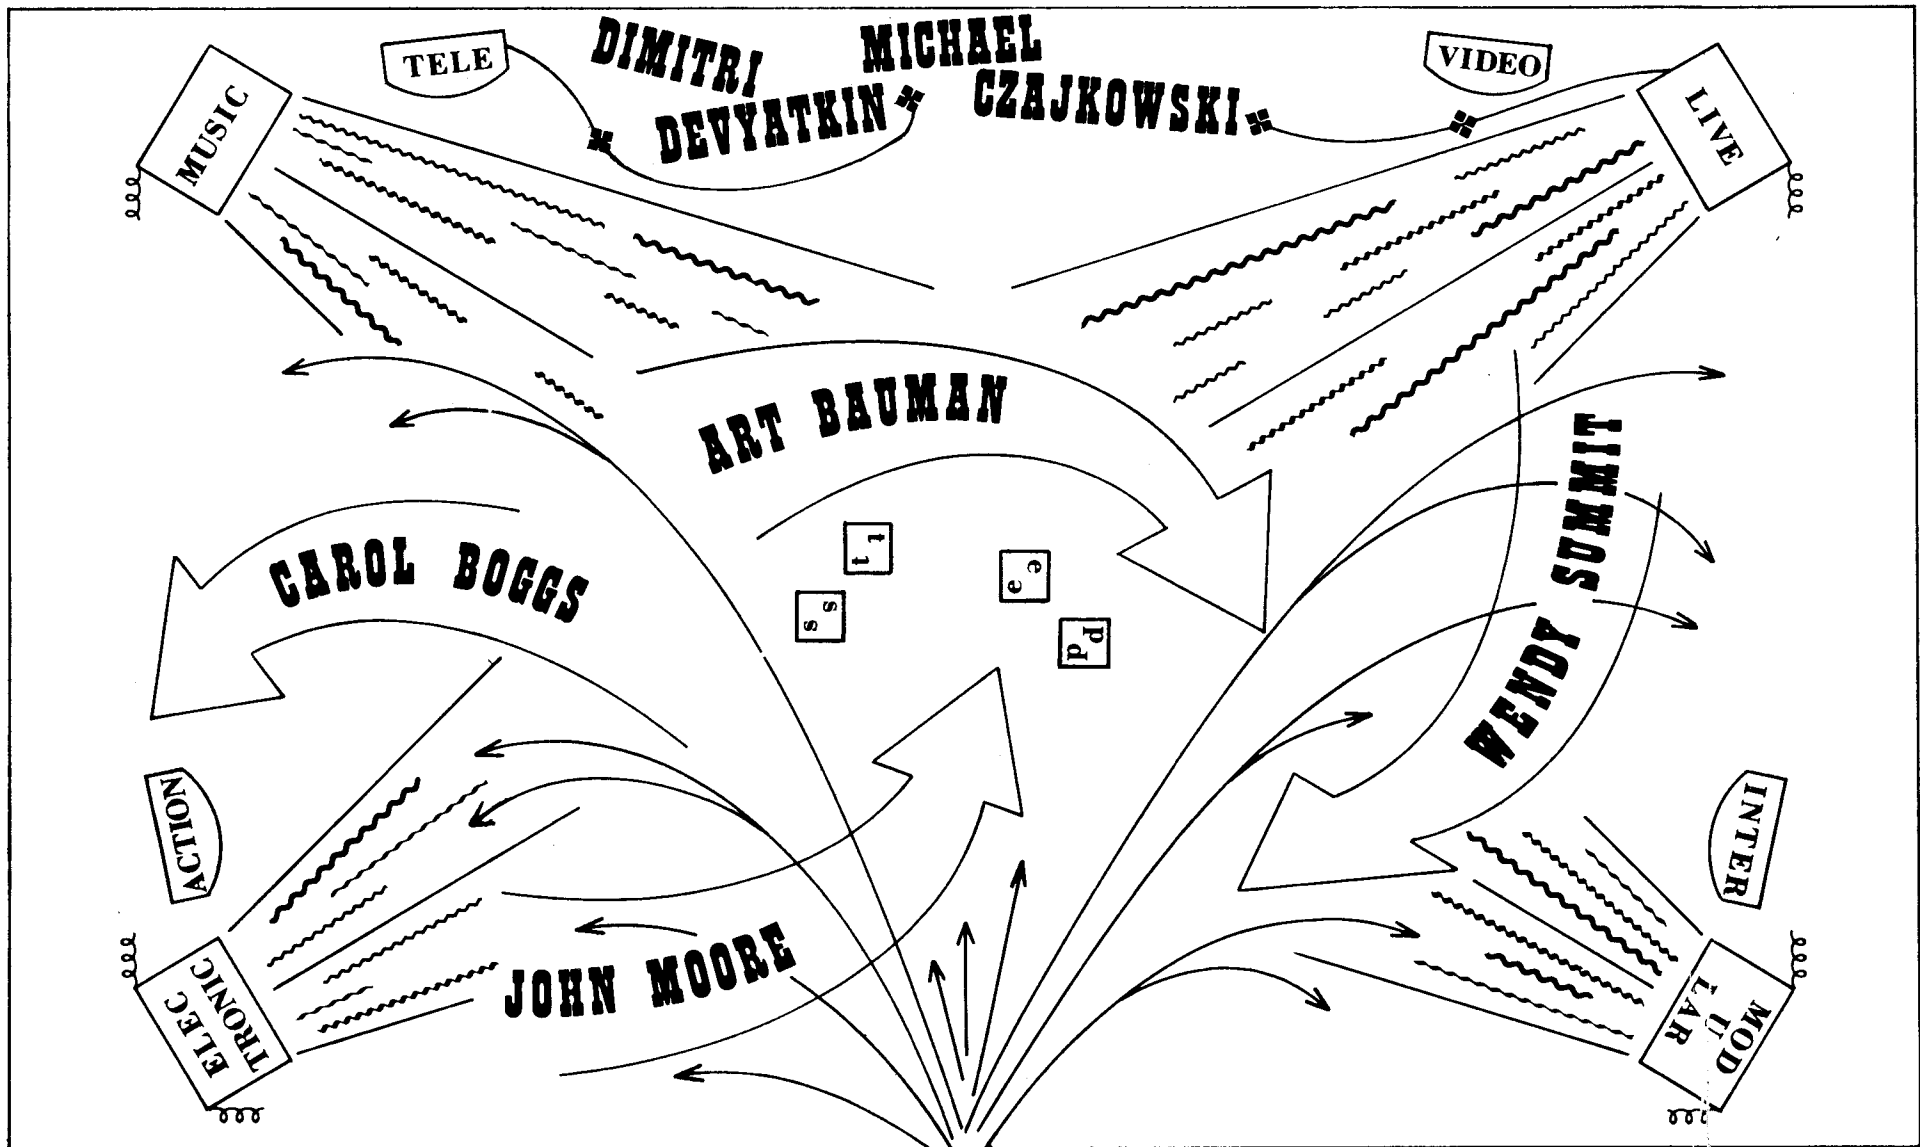 TELE
DIMITRI
DEVYATKIN
MICHAEL
CZAJKOWSKI
VIDEO
MUSIC
LIVE
ART BAUMAN
CAROL BOGGS
WENDY SUMMIT
t t
s s
e e
d d
ACTION
INTER
JOHN MOORE
ELEC
TRONIC
MOD
U
LAR